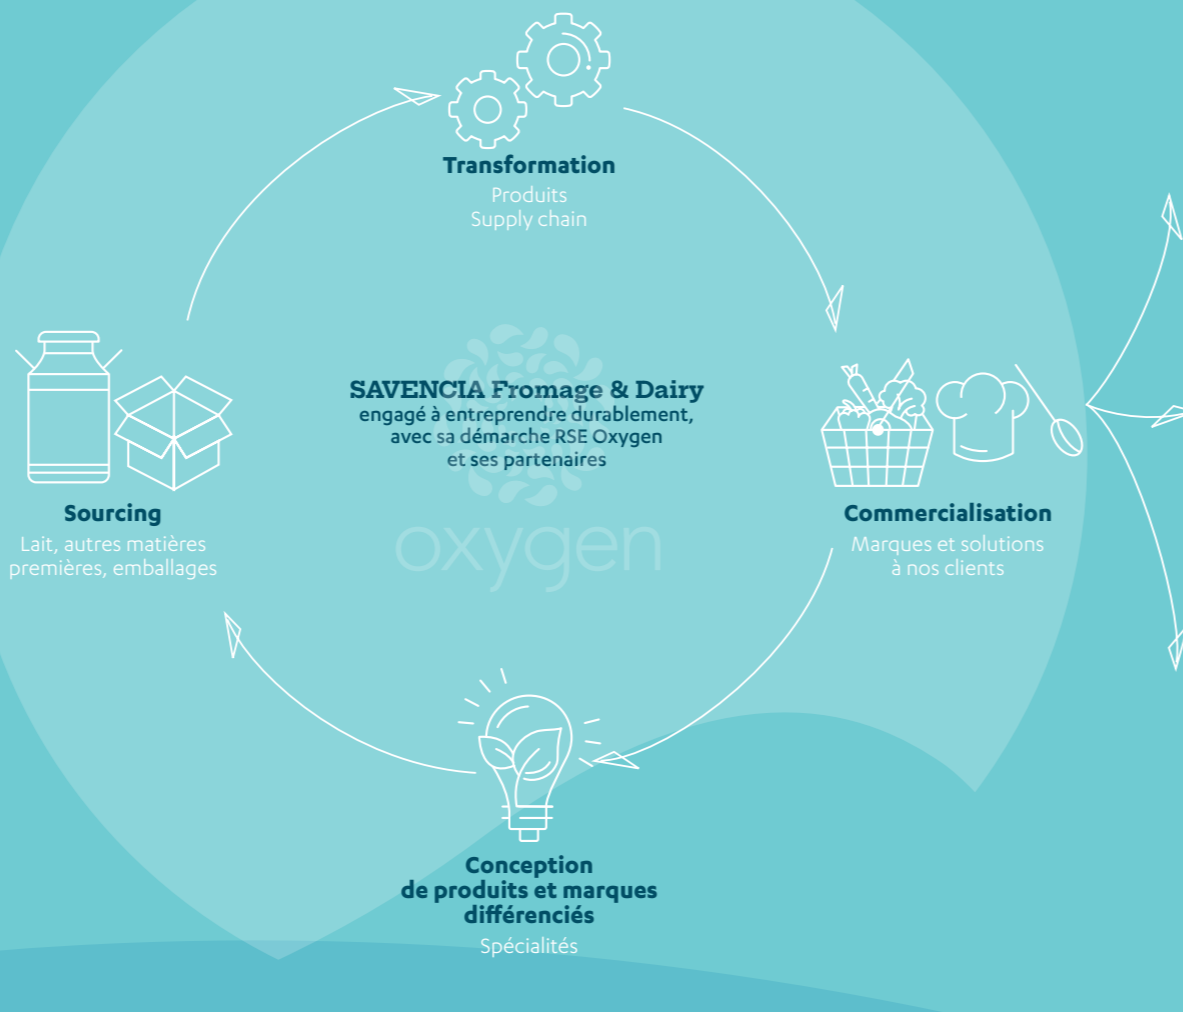 Transformation
Produits
Supply chain
SAVENCIA Fromage & Dairy
engagé à entreprendre durablement,
avec sa démarche RSE Oxygen
et ses partenaires
oxygen
Sourcing
Lait, autres matières
premières, emballages
Commercialisation
Marques et solutions
à nos clients
Conception
de produits et marques
différenciés
Spécialités